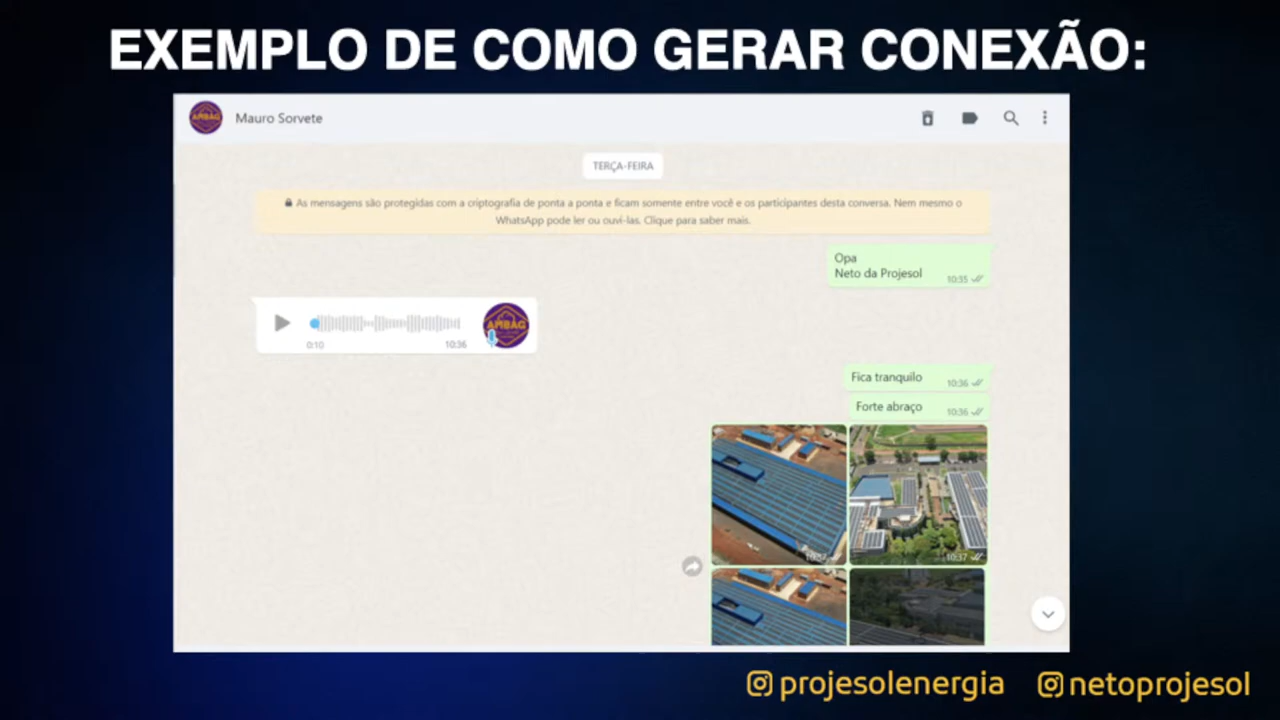 EXEMPLO DE COMO GERAR CONEXÃO:
Mauro Sorvete
TERÇA-FEIRA
As mensagens são protegidas com a criptografia de ponta a ponta e ficam somente entre você e os participantes desta conversa. Nem mesmo o
WhatsApp pode ler ou ouvi-las. Clique para saber mais.
Opa
Neto da Projesol
10:35
AMBAG
0:10
10:36
Fica tranquilo
10:36
Forte abraço
10:36
10:37
10:37
projesolenergia
netoprojesol